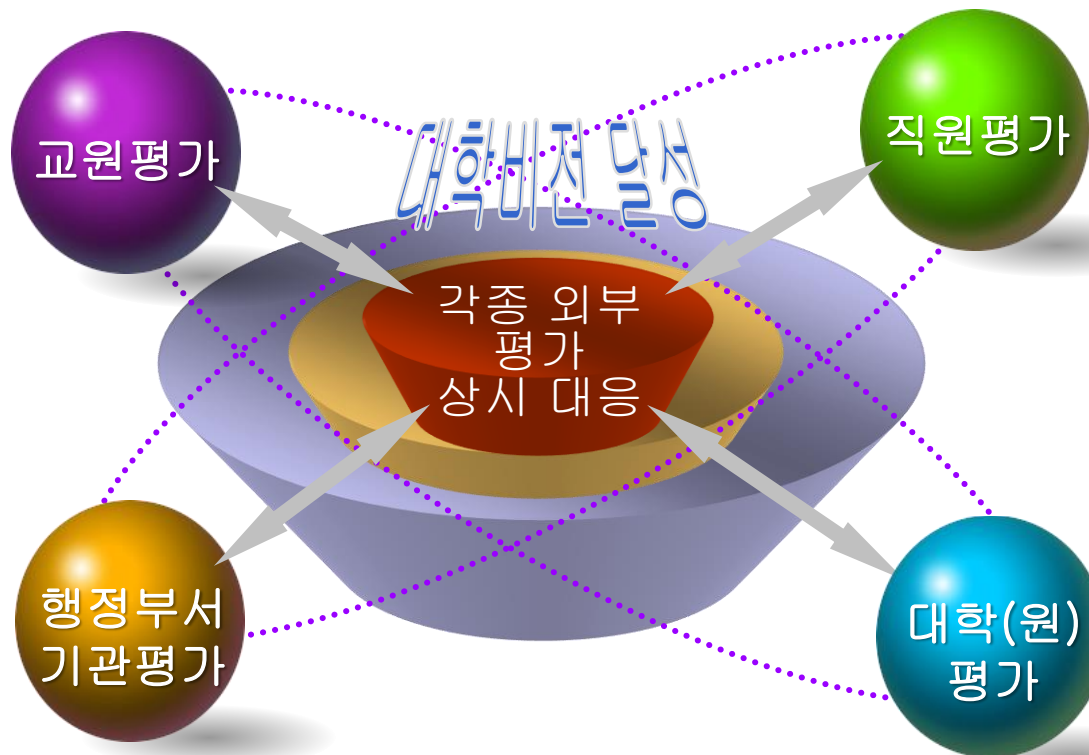 교원평가
직원평가
대학비전 달성
각종 외부
평가
상시 대응
행정부서
기관평가
대학(원)
평가